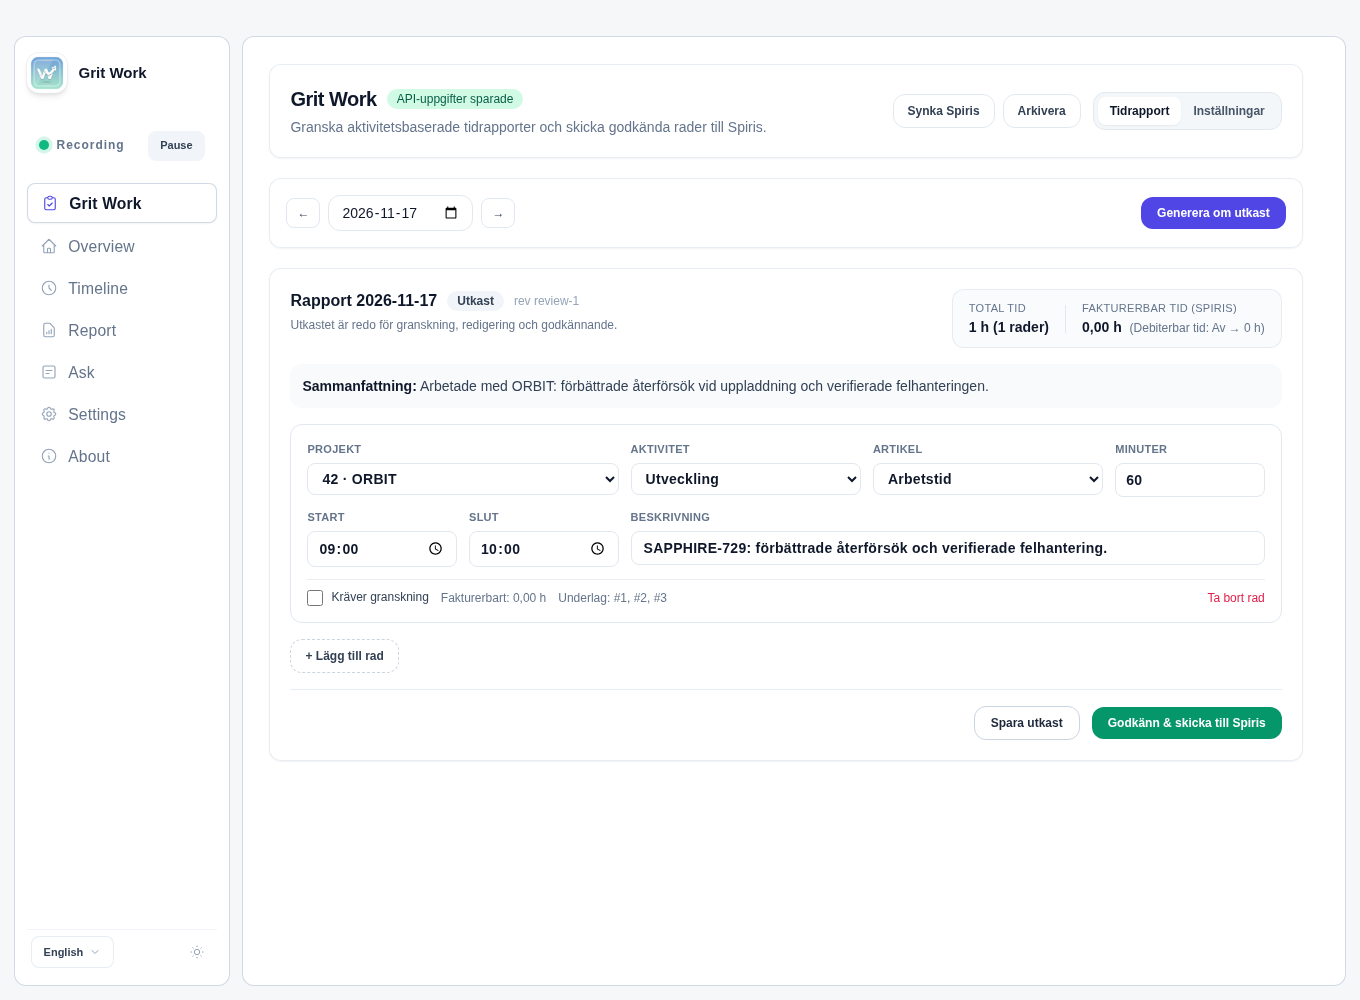 Grit Work
Recording
Pause
Grit Work
Overview
Timeline
Report
Ask
Settings
About
English
Grit Work
API-uppgifter sparade
Granska aktivitetsbaserade tidrapporter och skicka godkända rader till Spiris.
Synka Spiris
Arkivera
Tidrapport
Inställningar
←
2026-11-17
→
Generera om utkast
Rapport 2026-11-17
Utkast
rev review-1
Utkastet är redo för granskning, redigering och godkännande.
TOTAL TID
1 h (1 rader)
FAKTURERBAR TID (SPIRIS)
0,00 h (Debiterbar tid: Av → 0 h)
Sammanfattning: Arbetade med ORBIT: förbättrade återförsök vid uppladdning och verifierade felhanteringen.
PROJEKT
42 · ORBIT
AKTIVITET
Utveckling
ARTIKEL
Arbetstid
MINUTER
60
START
09:00
SLUT
10:00
BESKRIVNING
SAPPHIRE-729: förbättrade återförsök och verifierade felhantering.
Kräver granskning
Fakturerbart: 0,00 h
Underlag: #1, #2, #3
Ta bort rad
+ Lägg till rad
Spara utkast
Godkänn & skicka till Spiris